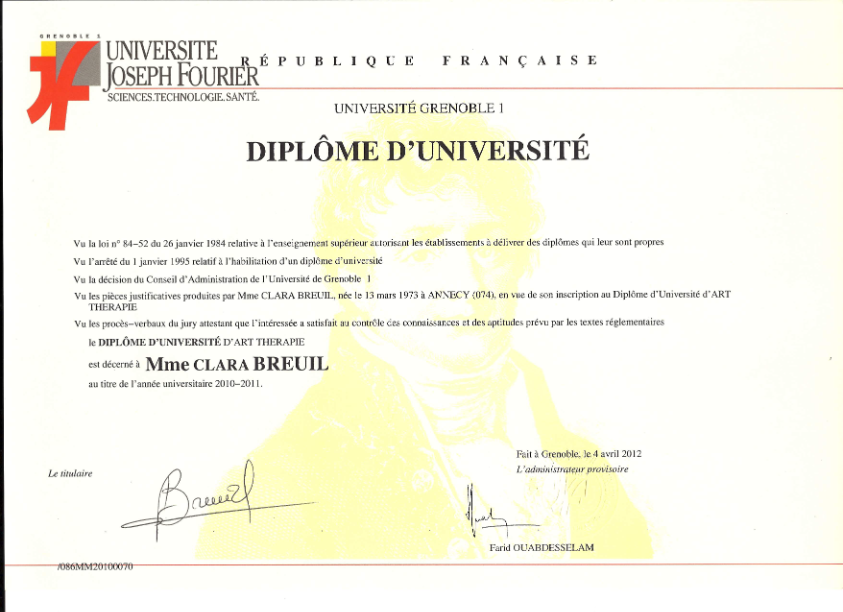 GRENOBLE 1
UNIVERSITE
JOSEPH FOURIER
SCIENCES.TECHNOLOGIE.SANTÉ.
RÉPUBLIQUE FRANÇAISE
UNIVERSITÉ GRENOBLE 1
DIPLÔME D'UNIVERSITÉ
Vu la loi n° 84-52 du 26 janvier 1984 relative à l'enseignement supérieur autorisant les établissements à délivrer des diplômes qui leur sont propres
Vu l'arrêté du 1 janvier 1995 relatif à l'habilitation d'un diplôme d'université
Vu la décision du Conseil d'Administration de l'Université de Grenoble 1
Vu les pièces justificatives produites par Mme CLARA BREUIL, née le 13 mars 1973 à ANNECY (074), en vue de son inscription au Diplôme d'Université d'ART
THERAPIE
Vu les procès-verbaux du jury attestant que l'intéressée a satisfait au contrôle des connaissances et des aptitudes prévu par les textes réglementaires
le DIPLÔME D'UNIVERSITÉ D'ART THERAPIE
est décerné à Mme CLARA BREUIL
au titre de l'année universitaire 2010-2011.
Fait à Grenoble, le 4 avril 2012
Le titulaire
L'administrateur provisoire
Breuil
Farid OUABDESSELAM
/086MM20100070